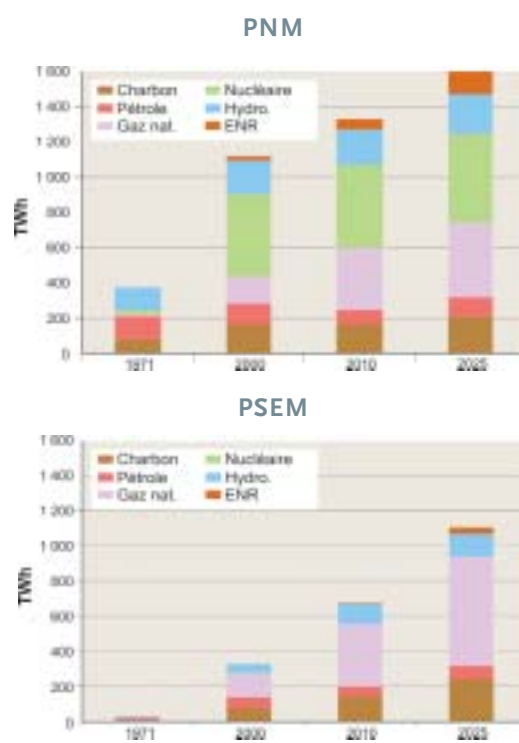 PNM
1 600
Charbon Nucléaire
Pétrole Hydro.
Gaz nat. ENR
1 400
1 200
1 000
800
600
400
200
0
TWh
1971 2000 2010 2025
PSEM
1 600
Charbon Nucléaire
Pétrole Hydro.
Gaz nat. ENR
1 400
1 200
1 000
800
600
400
200
0
TWh
1971 2000 2010 2025